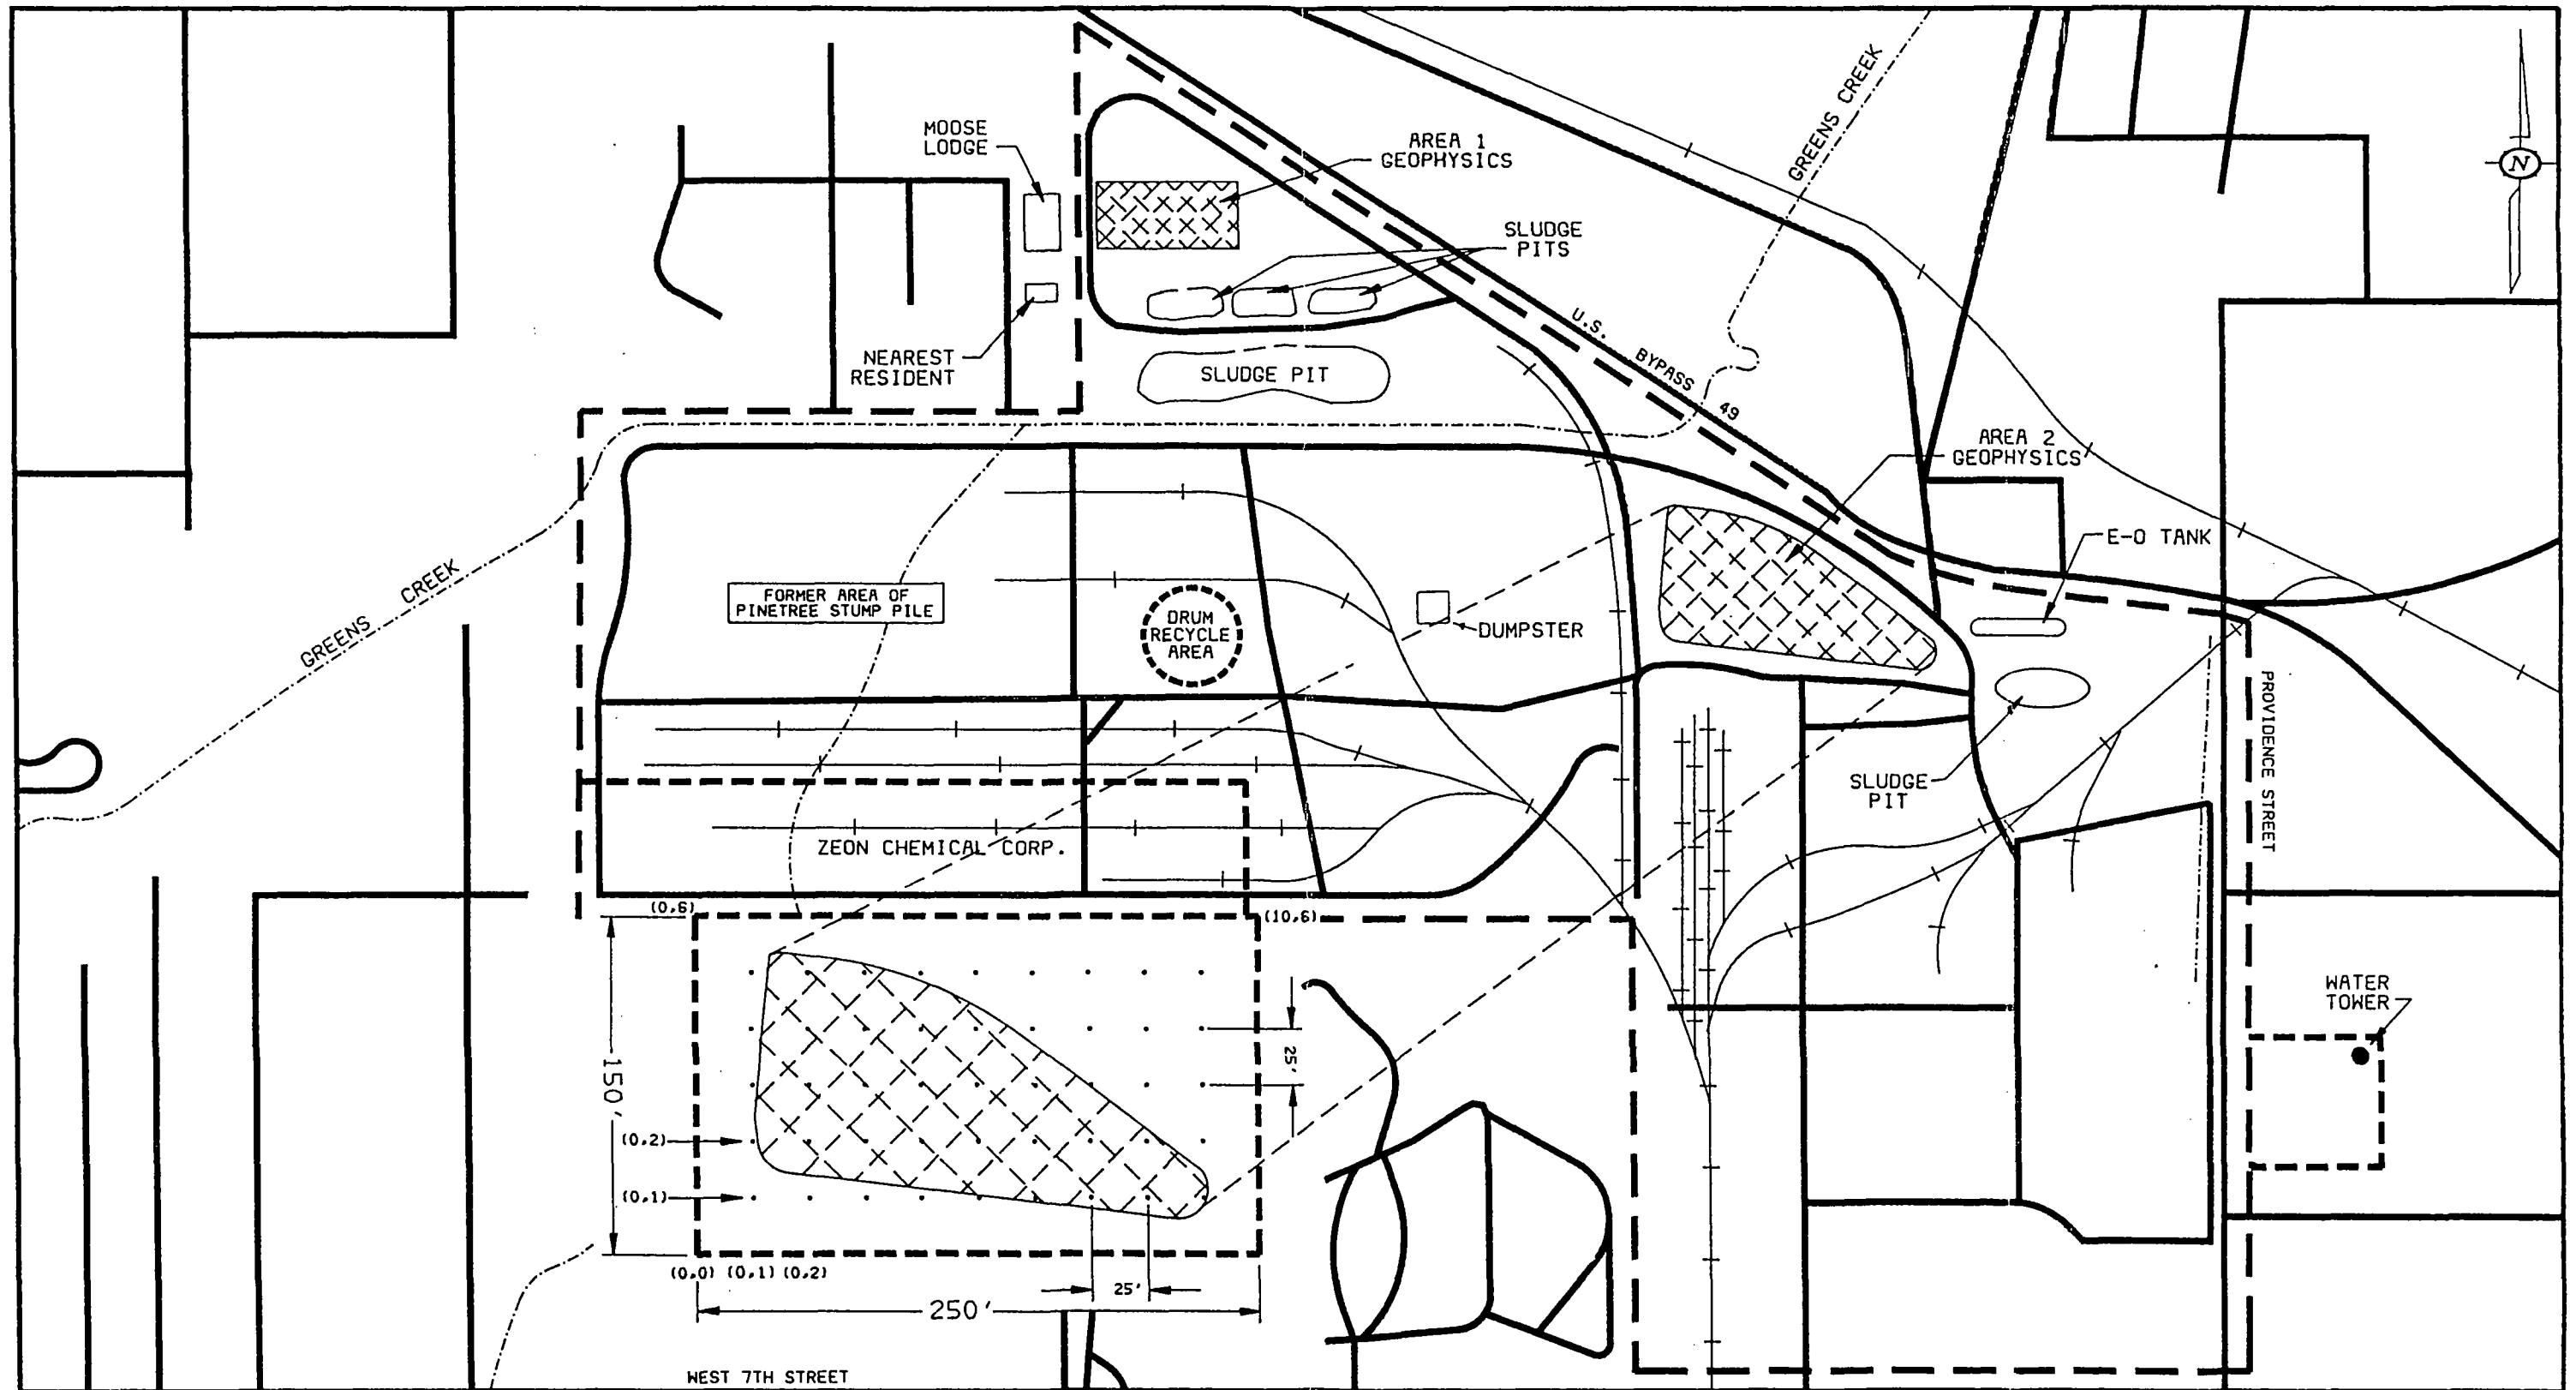 GREENS CREEK
MOOSE
LODGE
AREA 1
GEOPHYSICS
N
SLUDGE
PITS
U.S. BYPASS 49
NEAREST
RESIDENT
SLUDGE PIT
AREA 2
GEOPHYSICS
E-O TANK
GREENS CREEK
FORMER AREA OF
PINETREE STUMP PILE
DRUM
RECYCLE
AREA
DUMPSTER
PROVIDENCE STREET
SLUDGE
PIT
ZEON CHEMICAL CORP.
(0,6)
(10,6)
WATER
TOWER
25'
150'
(0,2)
(0,1)
(0,0) (0,1) (0,2)
25'
250'
WEST 7TH STREET